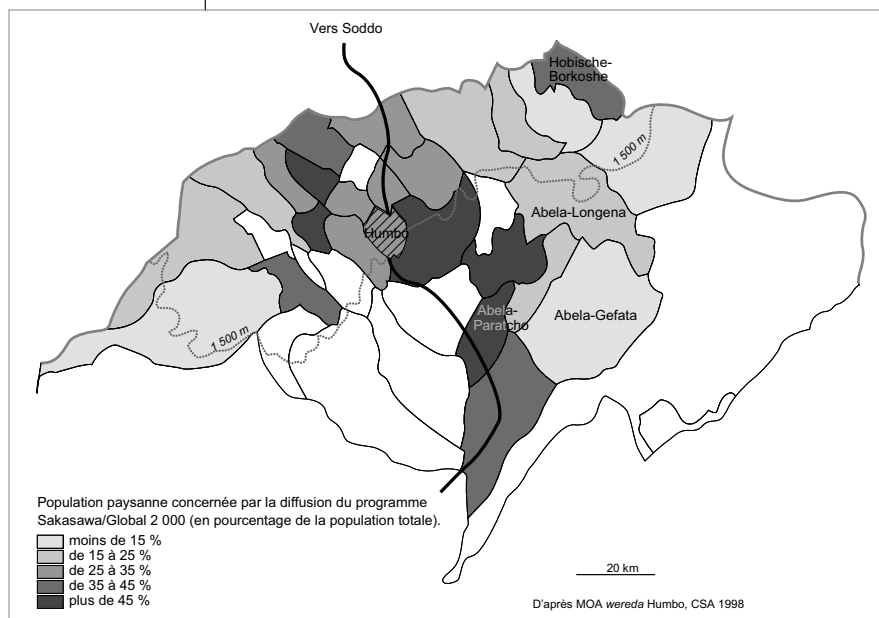 Vers Soddo
Hobische-
Borkoshe
1 500 m
Abela-Longena
Humbo
Abela-
Paratcho
Abela-Gefata
1 500 m
Population paysanne concernée par la diffusion du programme
Sakasawa/Global 2 000 (en pourcentage de la population totale).
moins de 15 %
de 15 à 25 %
de 25 à 35 %
de 35 à 45 %
plus de 45 %
20 km
D'après MOA wereda Humbo, CSA 1998